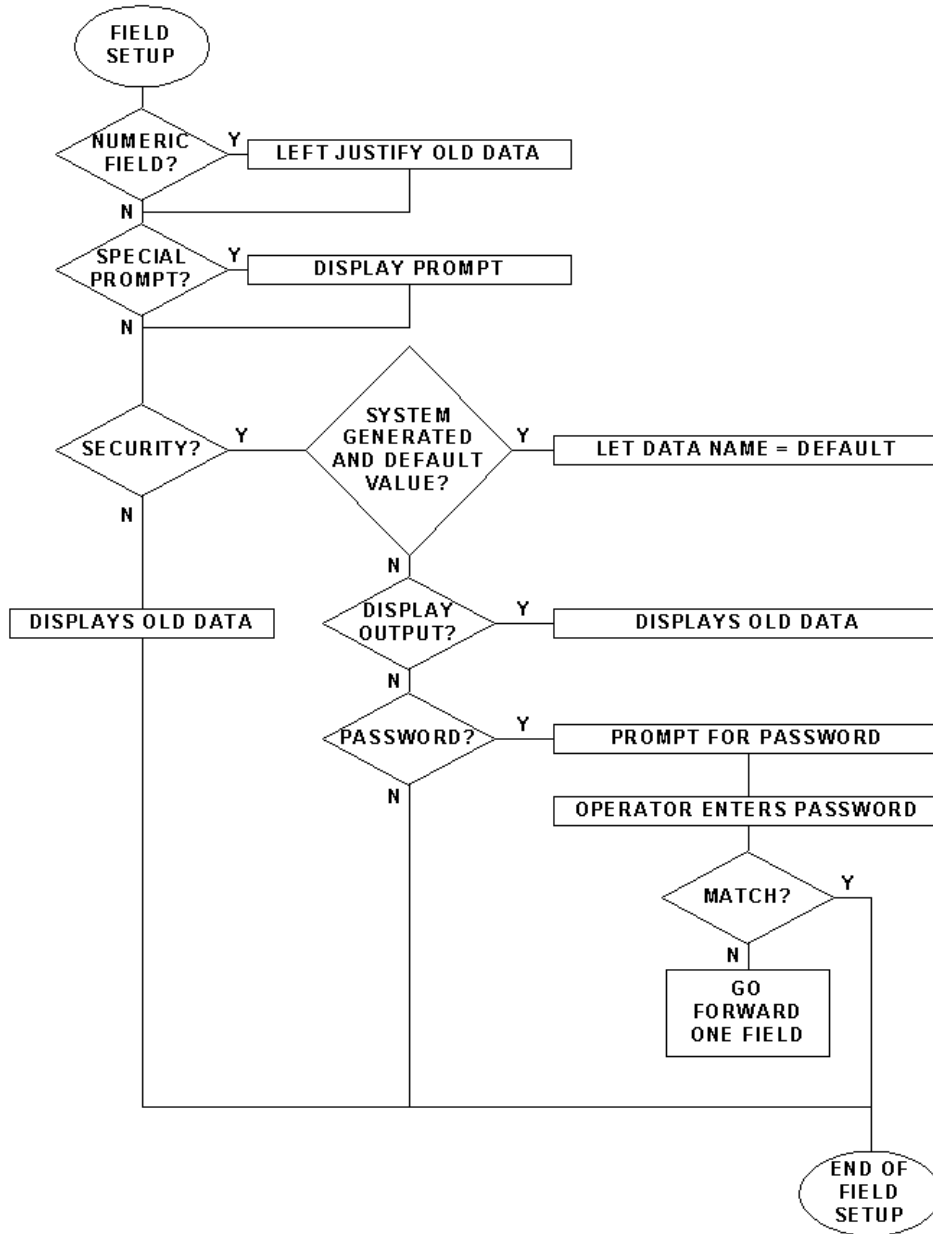 FIELD
SETUP
NUMERIC
FIELD?
Y
LEFT JUSTIFY OLD DATA
N
SPECIAL
PROMPT?
Y
DISPLAY PROMPT
N
SECURITY?
Y
SYSTEM
GENERATED
AND DEFAULT
VALUE?
Y
LET DATA NAME = DEFAULT
N
N
DISPLAYS OLD DATA
DISPLAY
OUTPUT?
Y
DISPLAYS OLD DATA
N
PASSWORD?
Y
PROMPT FOR PASSWORD
N
OPERATOR ENTERS PASSWORD
MATCH?
Y
N
GO
FORWARD
ONE FIELD
END OF
FIELD
SETUP